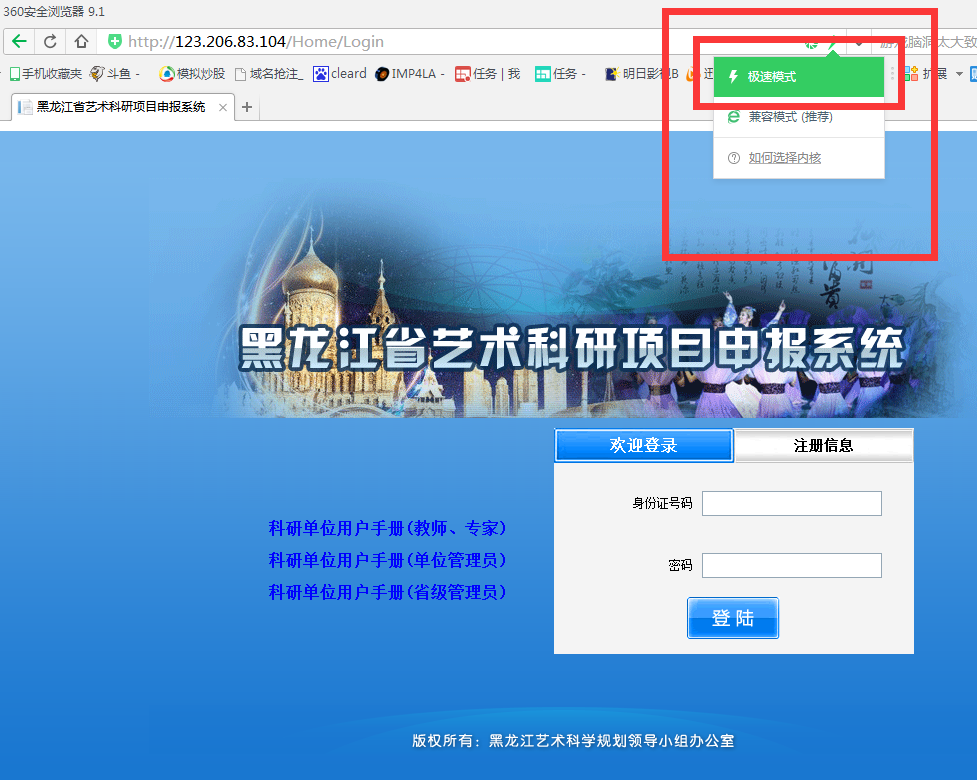 360安全浏览器 9.1
http://123.206.83.104/Home/Login
手机收藏夹 斗鱼 - 模拟炒股 域名抢注_ cleard IMP4LA - 任务 | 我 任务 - 明日影视B 迅 扩展
极速模式
黑龙江省艺术科研项目申报系统
兼容模式 (推荐)
如何选择内核
黑龙江省艺术科研项目申报系统
欢迎登录 注册信息
身份证号码
科研单位用户手册(教师、专家)
科研单位用户手册(单位管理员)
密码
科研单位用户手册(省级管理员)
登 陆
版权所有：黑龙江艺术科学规划领导小组办公室